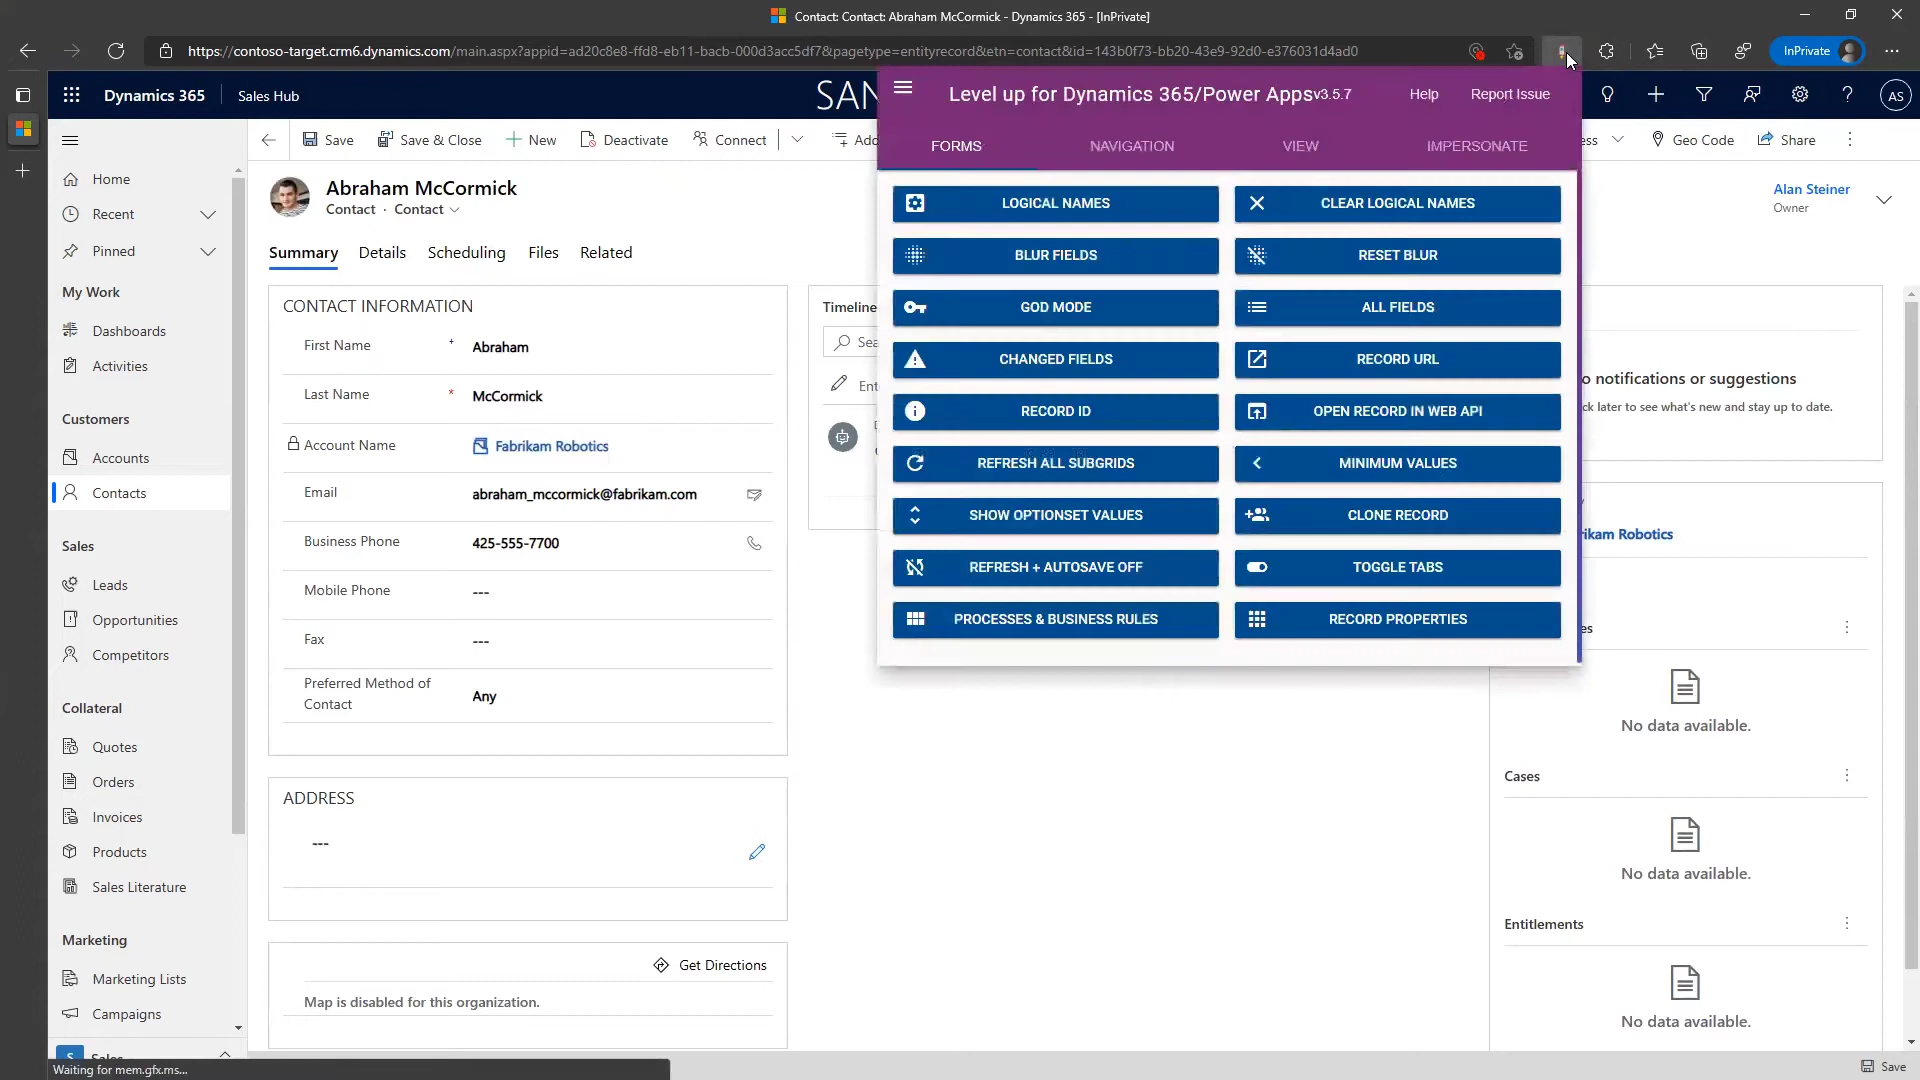 Contact: Contact: Abraham McCormick - Dynamics 365 - [InPrivate]
https://contoso-target.crm6.dynamics.com/main.aspx?appid=ad20c8e8-ffd8-eb11-bacb-000d3acc5df7&pagetype=entityrecord&etn=contact&id=143b0f73-bb20-43e9-92d0-e376031d4ad0
InPrivate
Dynamics 365
Sales Hub
SAN
AS
Level up for Dynamics 365/Power Apps v3.5.7
Help
Report Issue
FORMS
NAVIGATION
VIEW
IMPERSONATE
Save
Save & Close
New
Deactivate
Connect
Add
ess
Geo Code
Share
Home
Recent
Pinned
My Work
Dashboards
Activities
Customers
Accounts
Contacts
Sales
Leads
Opportunities
Competitors
Collateral
Quotes
Orders
Invoices
Products
Sales Literature
Marketing
Marketing Lists
Campaigns
S
Sales
Waiting for mem.gfx.ms...
Abraham McCormick
Contact · Contact
Alan Steiner
Owner
Summary
Details
Scheduling
Files
Related
CONTACT INFORMATION
First Name + Abraham
Last Name * McCormick
Account Name Fabrikam Robotics
Email abraham_mccormick@fabrikam.com
Business Phone 425-555-7700
Mobile Phone ---
Fax ---
Preferred Method of
Contact
Any
ADDRESS
---
Get Directions
Map is disabled for this organization.
Timeline
Sea
Ente
LOGICAL NAMES
CLEAR LOGICAL NAMES
BLUR FIELDS
RESET BLUR
GOD MODE
ALL FIELDS
CHANGED FIELDS
RECORD URL
RECORD ID
OPEN RECORD IN WEB API
REFRESH ALL SUBGRIDS
MINIMUM VALUES
SHOW OPTIONSET VALUES
CLONE RECORD
REFRESH + AUTOSAVE OFF
TOGGLE TABS
PROCESSES & BUSINESS RULES
RECORD PROPERTIES
o notifications or suggestions
ck later to see what's new and stay up to date.
rikam Robotics
es
No data available.
Cases
No data available.
Entitlements
No data available.
Save